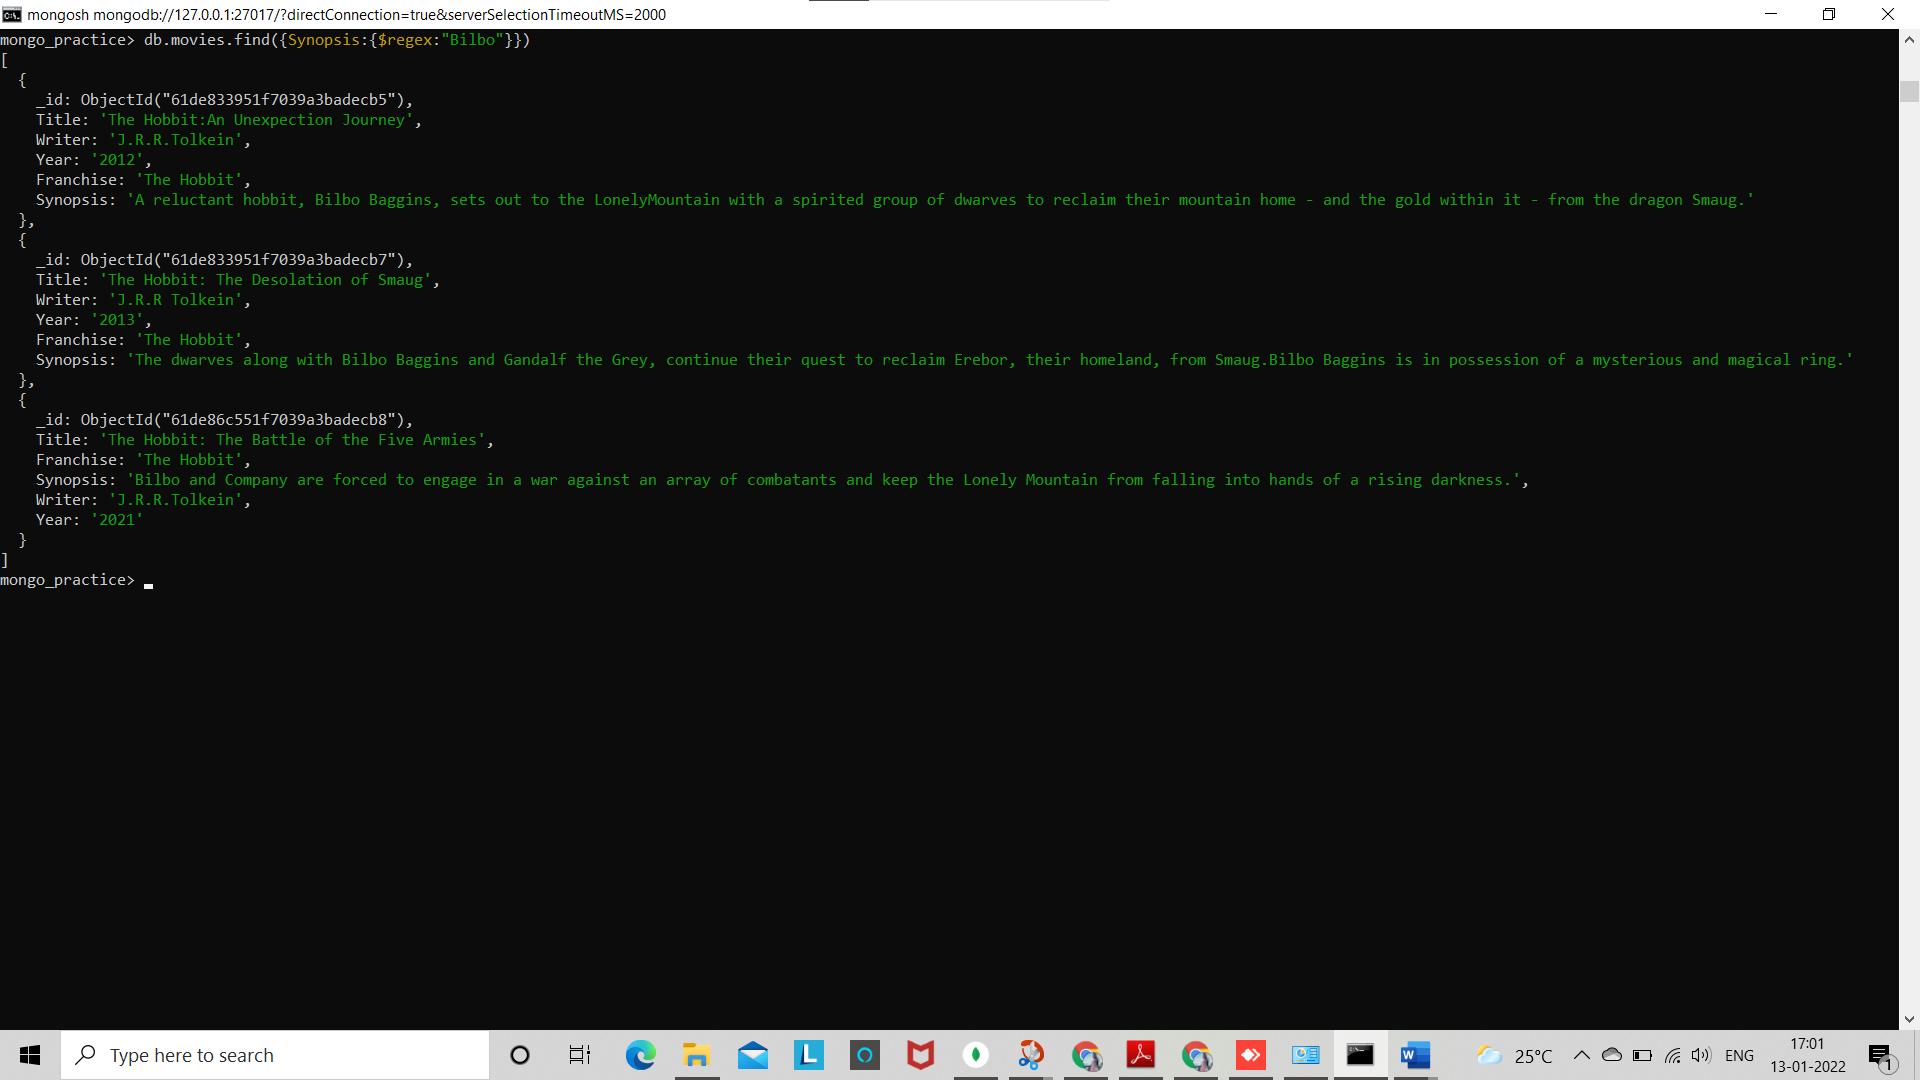 mongosh mongodb://127.0.0.1:27017/?directConnection=true&serverSelectionTimeoutMS=2000
mongo_practice> db.movies.find({Synopsis:{$regex:"Bilbo"}})
[
  {
    _id: ObjectId("61de833951f7039a3badecb5"),
    Title: 'The Hobbit:An Unexpection Journey',
    Writer: 'J.R.R.Tolkein',
    Year: '2012',
    Franchise: 'The Hobbit',
    Synopsis: 'A reluctant hobbit, Bilbo Baggins, sets out to the LonelyMountain with a spirited group of dwarves to reclaim their mountain home - and the gold within it - from the dragon Smaug.'
  },
  {
    _id: ObjectId("61de833951f7039a3badecb7"),
    Title: 'The Hobbit: The Desolation of Smaug',
    Writer: 'J.R.R Tolkein',
    Year: '2013',
    Franchise: 'The Hobbit',
    Synopsis: 'The dwarves along with Bilbo Baggins and Gandalf the Grey, continue their quest to reclaim Erebor, their homeland, from Smaug.Bilbo Baggins is in possession of a mysterious and magical ring.'
  },
  {
    _id: ObjectId("61de86c551f7039a3badecb8"),
    Title: 'The Hobbit: The Battle of the Five Armies',
    Franchise: 'The Hobbit',
    Synopsis: 'Bilbo and Company are forced to engage in a war against an array of combatants and keep the Lonely Mountain from falling into hands of a rising darkness.',
    Writer: 'J.R.R.Tolkein',
    Year: '2021'
  }
]
mongo_practice>
Type here to search
L
W
25°C
ENG
17:01
13-01-2022
1